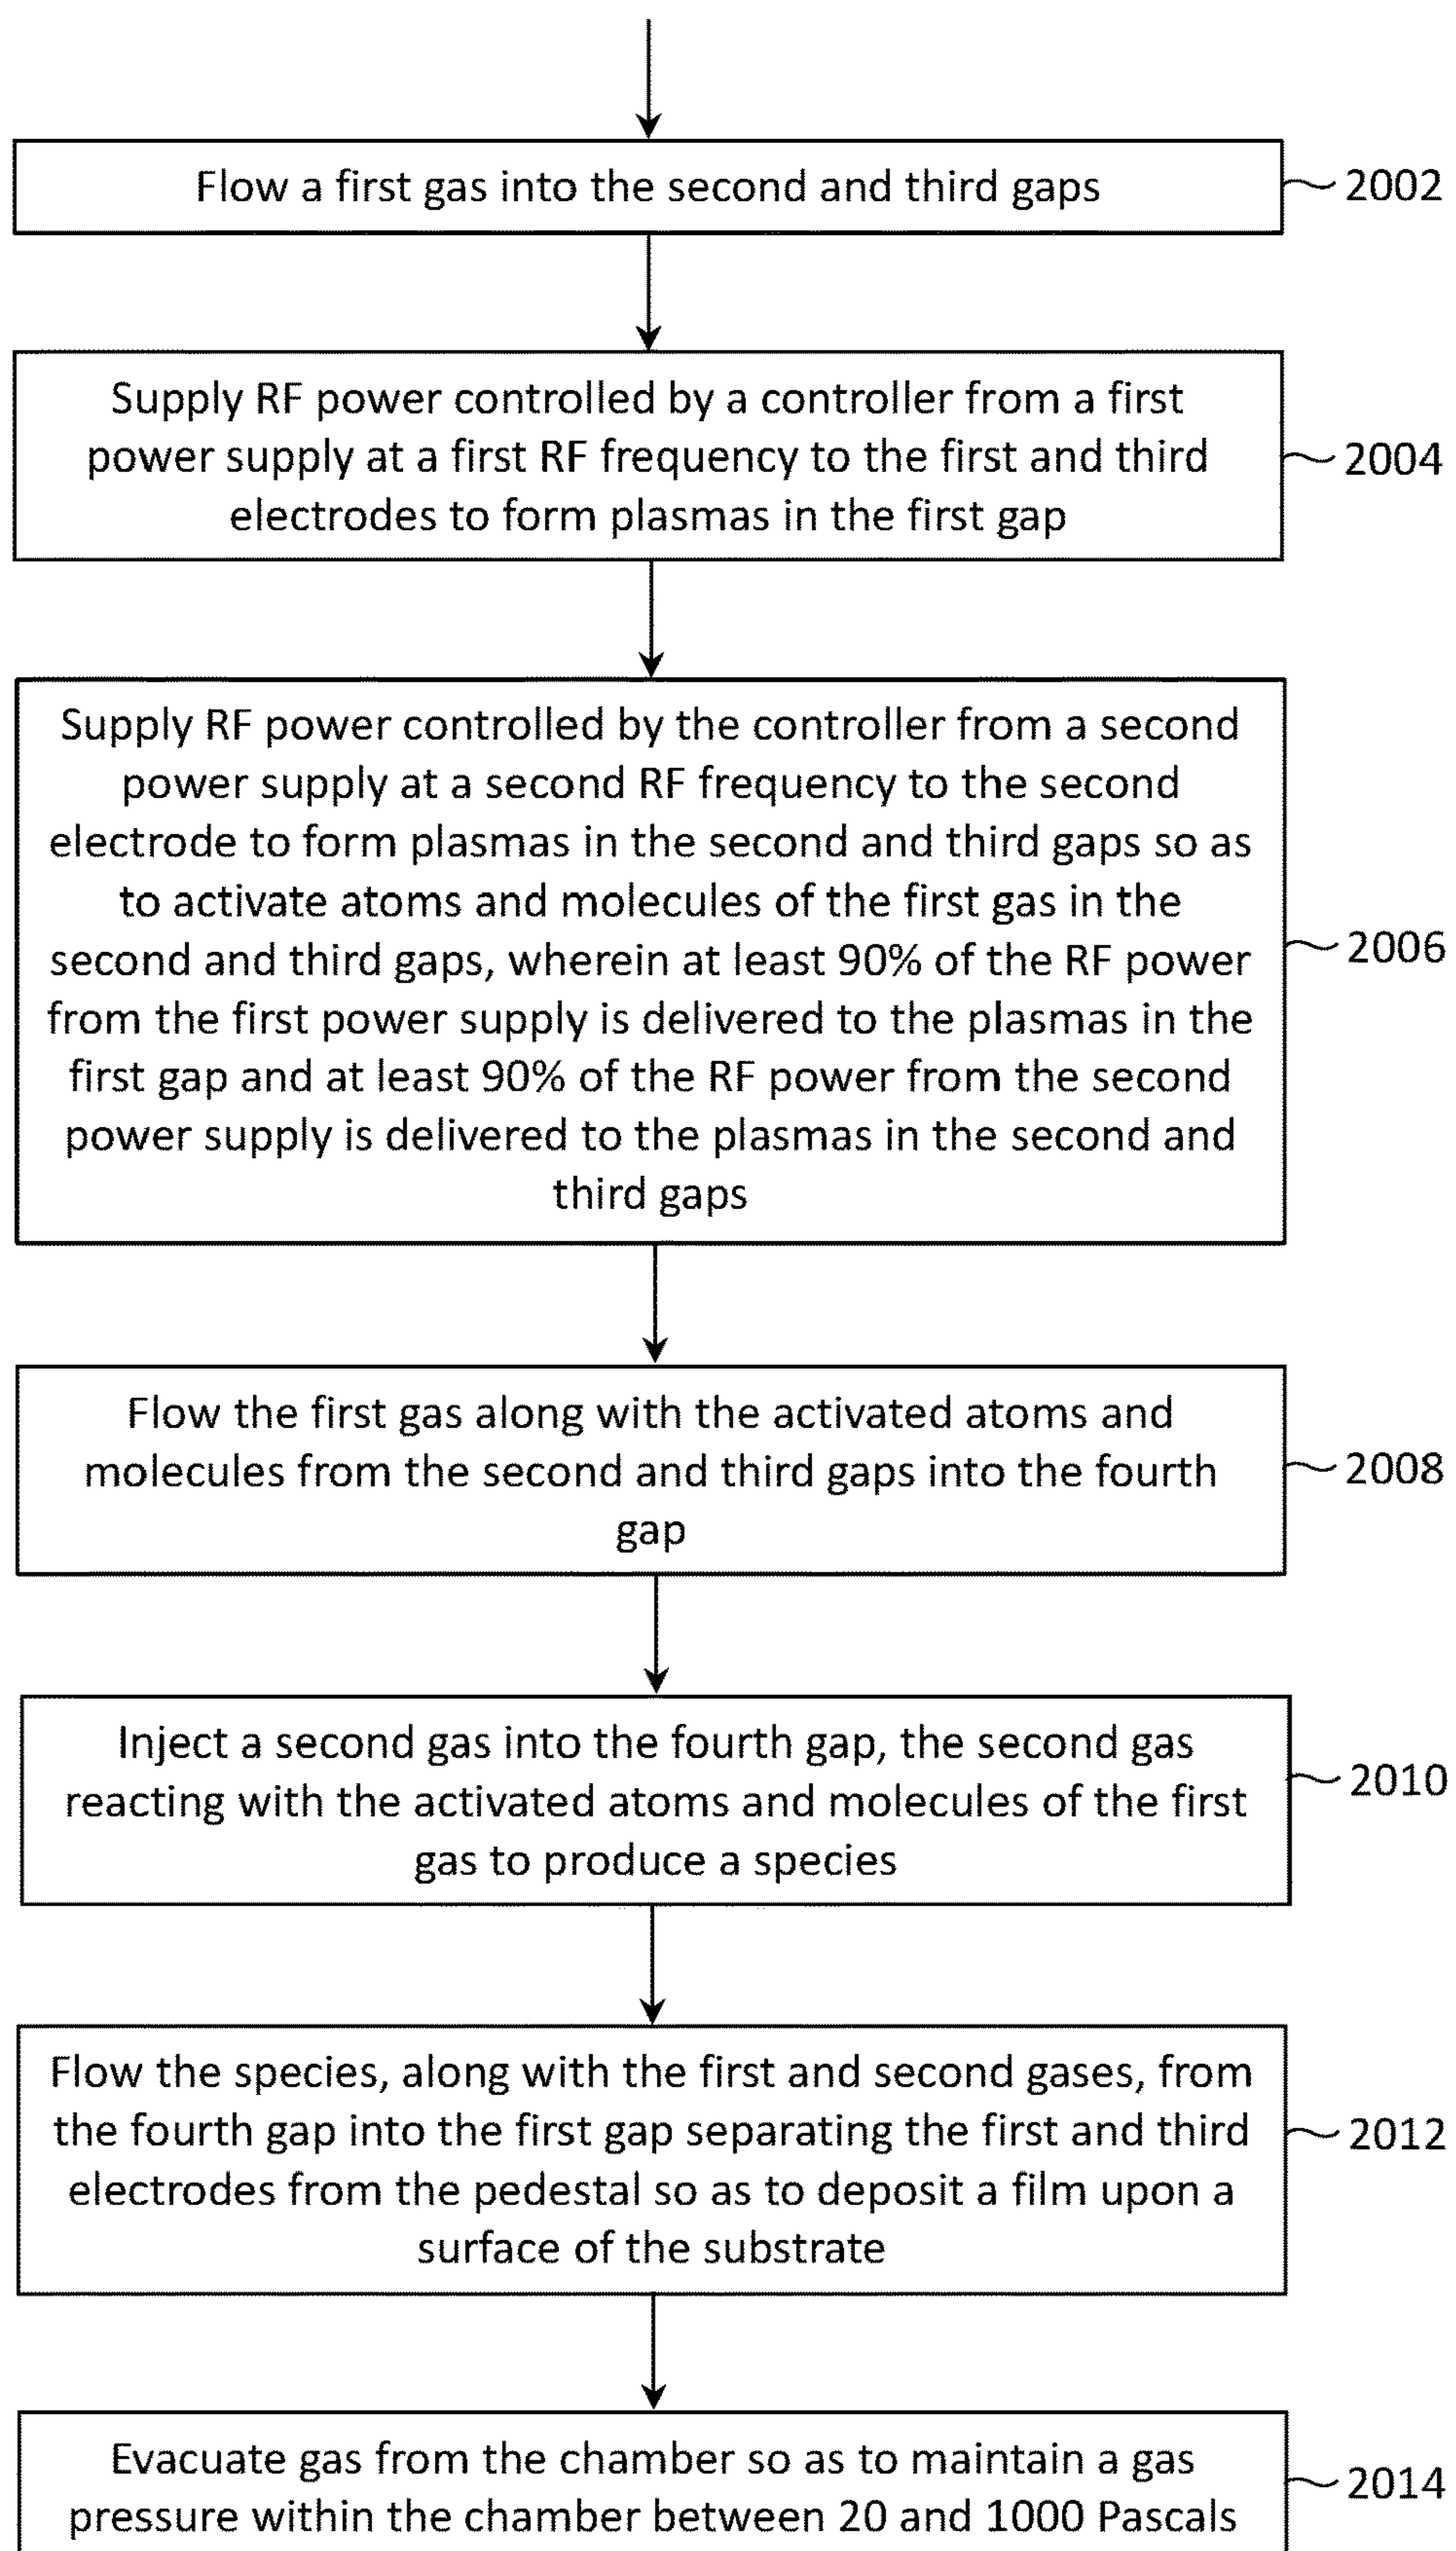 Flow a first gas into the second and third gaps
2002
Supply RF power controlled by a controller from a first
power supply at a first RF frequency to the first and third
electrodes to form plasmas in the first gap
2004
Supply RF power controlled by the controller from a second
power supply at a second RF frequency to the second
electrode to form plasmas in the second and third gaps so as
to activate atoms and molecules of the first gas in the
second and third gaps, wherein at least 90% of the RF power
from the first power supply is delivered to the plasmas in the
first gap and at least 90% of the RF power from the second
power supply is delivered to the plasmas in the second and
third gaps
2006
Flow the first gas along with the activated atoms and
molecules from the second and third gaps into the fourth
gap
2008
Inject a second gas into the fourth gap, the second gas
reacting with the activated atoms and molecules of the first
gas to produce a species
2010
Flow the species, along with the first and second gases, from
the fourth gap into the first gap separating the first and third
electrodes from the pedestal so as to deposit a film upon a
surface of the substrate
2012
Evacuate gas from the chamber so as to maintain a gas
pressure within the chamber between 20 and 1000 Pascals
2014